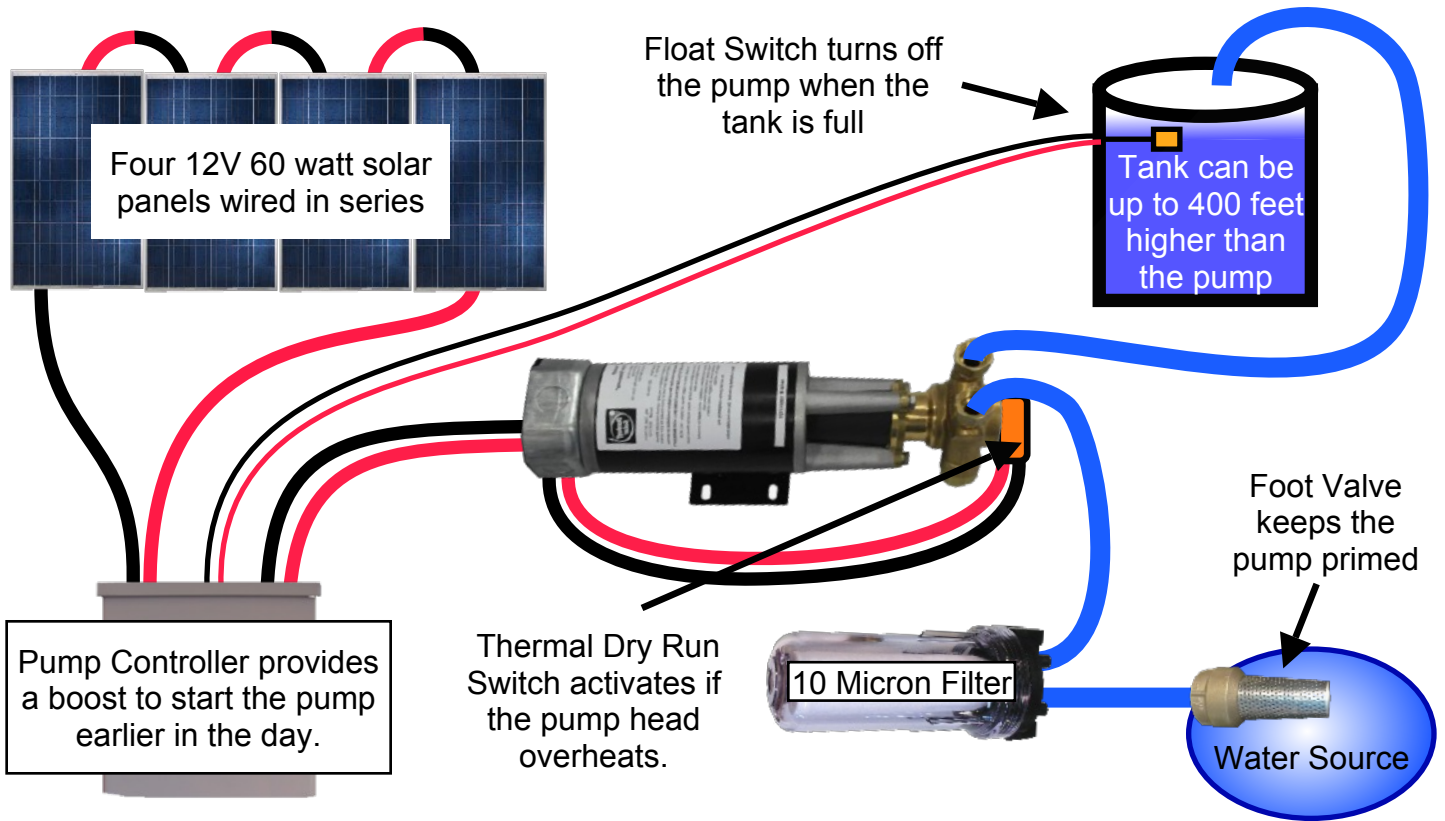 Four 12V 60 watt solar
panels wired in series
Float Switch turns off
the pump when the
tank is full
Tank can be
up to 400 feet
higher than
the pump
Pump Controller provides
a boost to start the pump
earlier in the day.
Thermal Dry Run
Switch activates if
the pump head
overheats.
10 Micron Filter
Foot Valve
keeps the
pump primed
Water Source